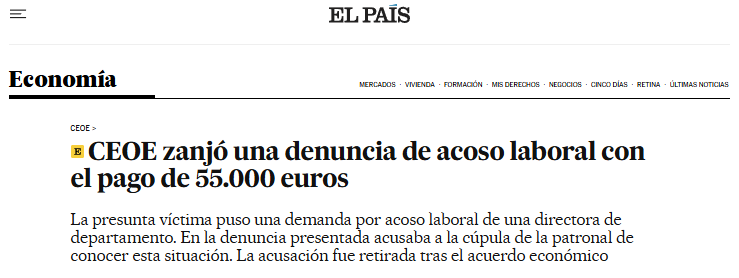 EL PAÍS
Economía
MERCADOS · VIVIENDA · FORMACIÓN · MIS DERECHOS · NEGOCIOS · CINCO DÍAS · RETINA · ÚLTIMAS NOTICIAS
CEOE >
E CEOE zanjó una denuncia de acoso laboral con
el pago de 55.000 euros
La presunta víctima puso una demanda por acoso laboral de una directora de
departamento. En la denuncia presentada acusaba a la cúpula de la patronal de
conocer esta situación. La acusación fue retirada tras el acuerdo económico